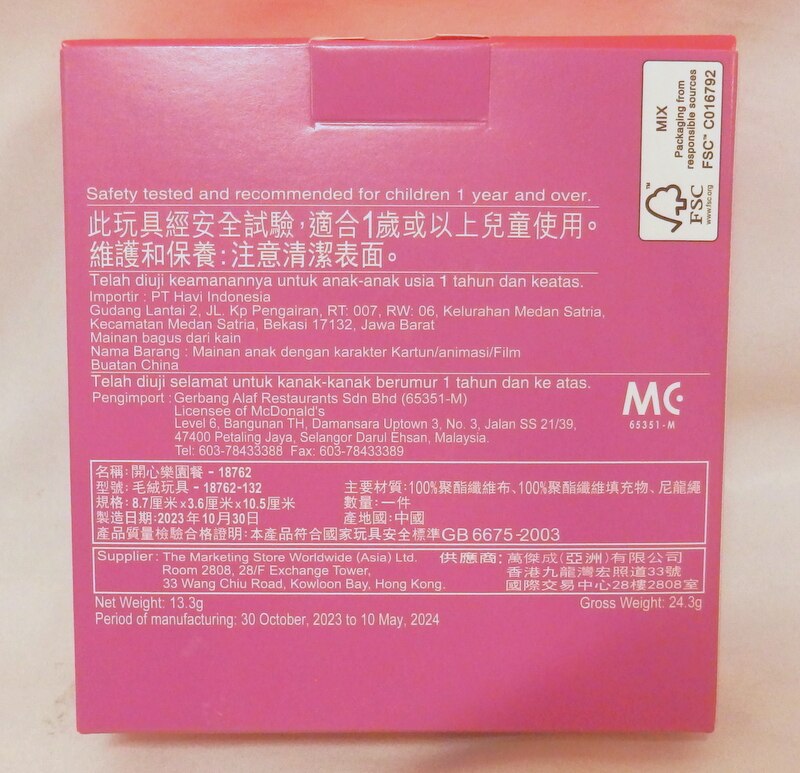 MIX
Packaging from
responsible sources
FSC™ C016792
FSC
www.fsc.org
Safety tested and recommended for children 1 year and over.
此玩具經安全試驗，適合1歲或以上兒童使用。
維護和保養：注意清潔表面。
Telah diuji keamanannya untuk anak-anak usia 1 tahun dan keatas.
Importir : PT Havi Indonesia
Gudang Lantai 2, JL. Kp Pengairan, RT: 007, RW: 06, Kelurahan Medan Satria,
Kecamatan Medan Satria, Bekasi 17132, Jawa Barat
Mainan bagus dari kain
Nama Barang : Mainan anak dengan karakter Kartun/animasi/Film
Buatan China
Telah diuji selamat untuk kanak-kanak berumur 1 tahun dan ke atas.
Pengimport : Gerbang Alaf Restaurants Sdn Bhd (65351-M)
Licensee of McDonald's
Level 6, Bangunan TH, Damansara Uptown 3, No. 3, Jalan SS 21/39,
47400 Petaling Jaya, Selangor Darul Ehsan, Malaysia.
Tel: 603-78433388 Fax: 603-78433389
MC
65351-M
名稱：開心樂園餐 - 18762
型號：毛絨玩具 - 18762-132 主要材質：100%聚酯纖維布、100%聚酯纖維填充物、尼龍繩
規格：8.7厘米x3.6厘米x10.5厘米 數量：一件
製造日期：2023年10月30日 產地國：中國
產品質量檢驗合格證明：本產品符合國家玩具安全標準GB 6675-2003
Supplier: The Marketing Store Worldwide (Asia) Ltd. 供應商：萬傑成(亞洲)有限公司
Room 2808, 28/F Exchange Tower, 香港九龍灣宏照道33號
33 Wang Chiu Road, Kowloon Bay, Hong Kong. 國際交易中心28樓2808室
Net Weight: 13.3g Gross Weight: 24.3g
Period of manufacturing: 30 October, 2023 to 10 May, 2024